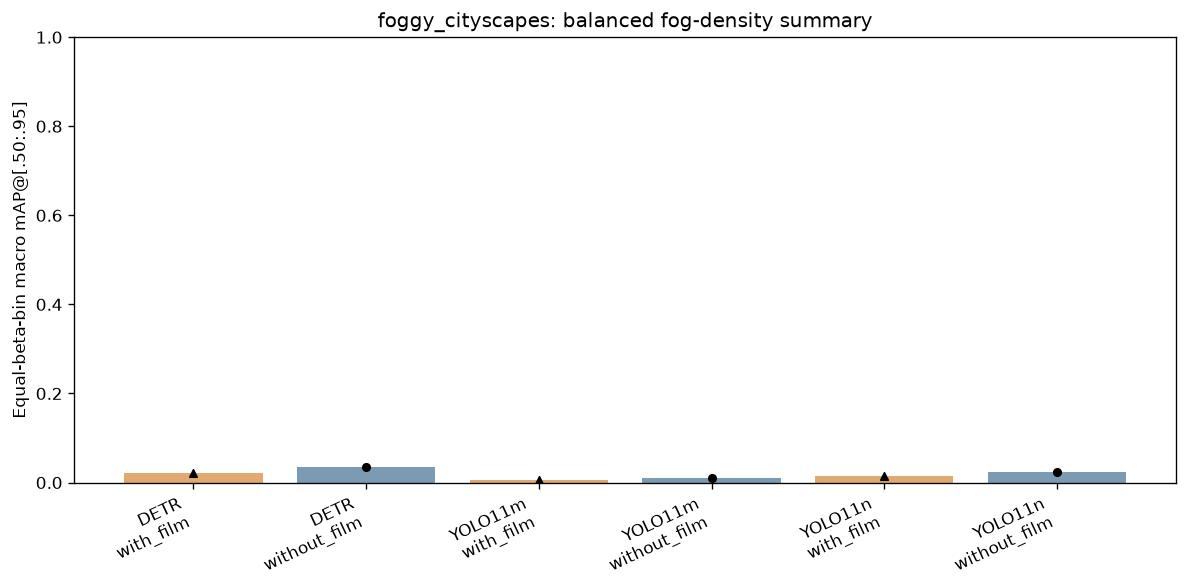 foggy_cityscapes: balanced fog-density summary
Equal-beta-bin macro mAP@[.50:.95]
1.0
0.8
0.6
0.4
0.2
0.0
DETR
with_film
DETR
without_film
YOLO11m
with_film
YOLO11m
without_film
YOLO11n
with_film
YOLO11n
without_film